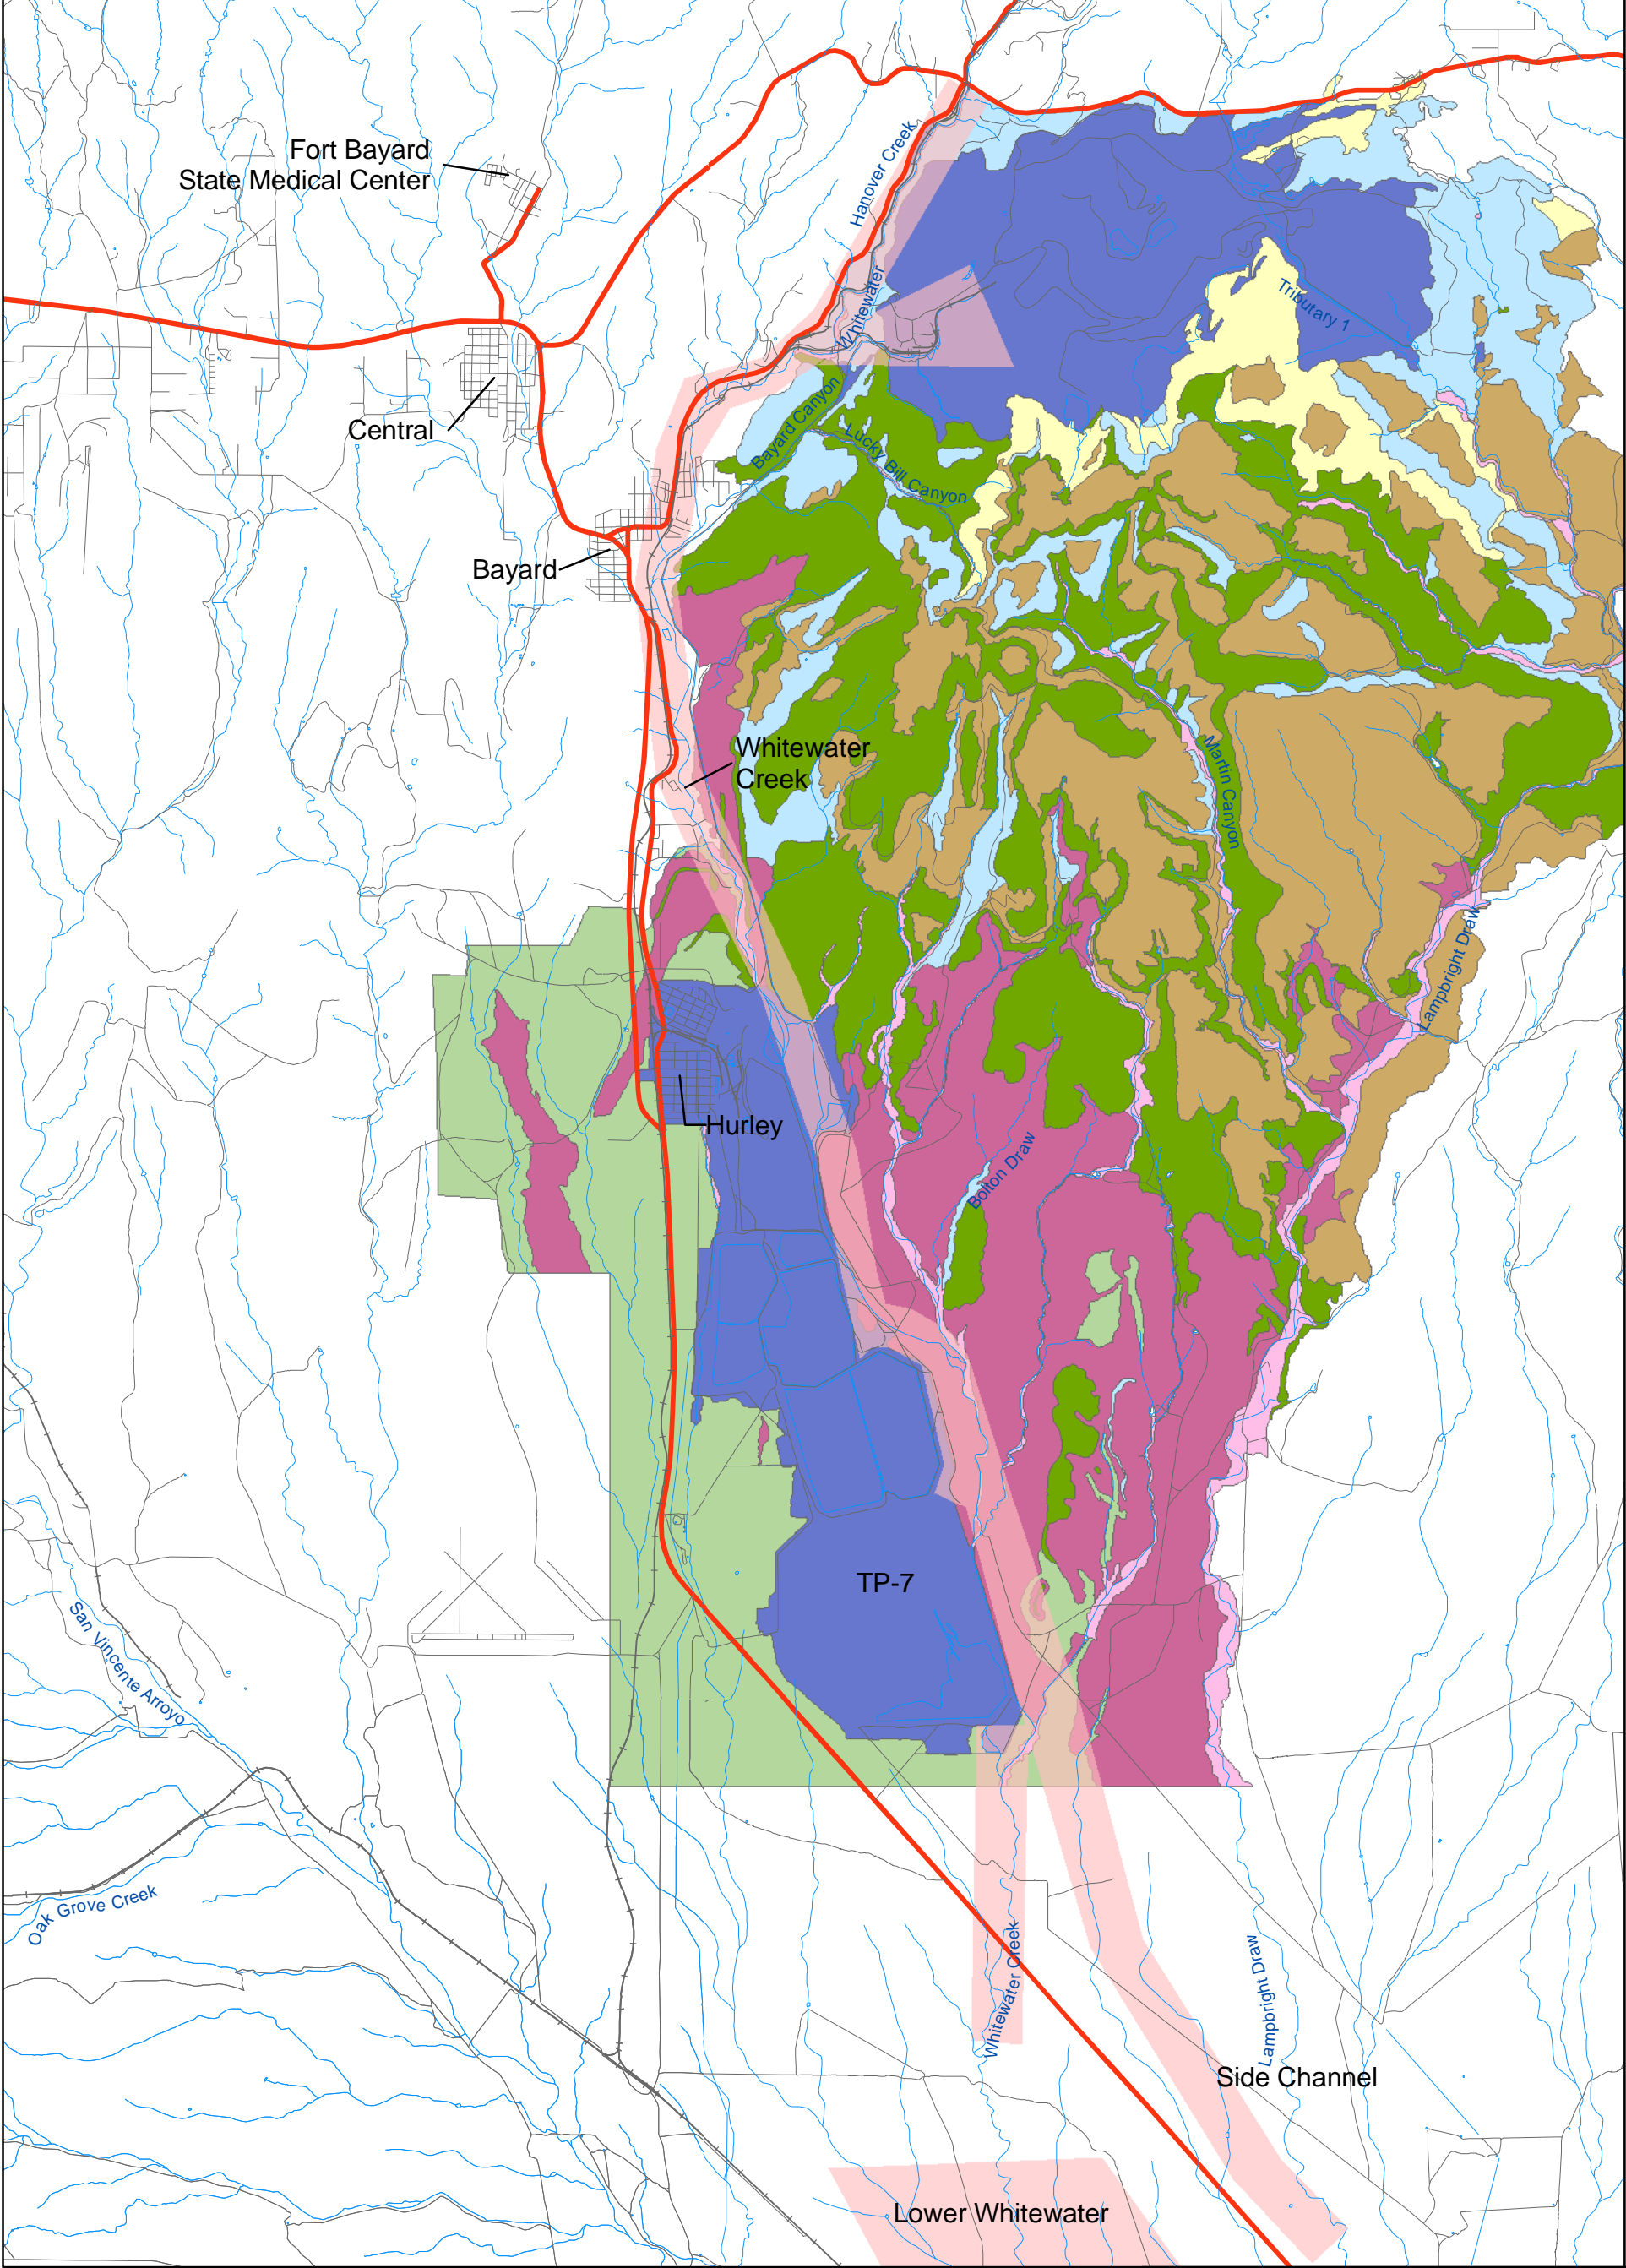 Hanover Creek
Fort Bayard
State Medical Center
Whitewater
Tributary 1
Bayard Canyon
Central
Lucky Bill Canyon
Bayard
Whitewater
Creek
Martin Canyon
Lampbright Draw
Hurley
Bolton Draw
TP-7
San Vincente Arroyo
Oak Grove Creek
Whitewater Creek
Lampbright Draw
Side Channel
Lower Whitewater